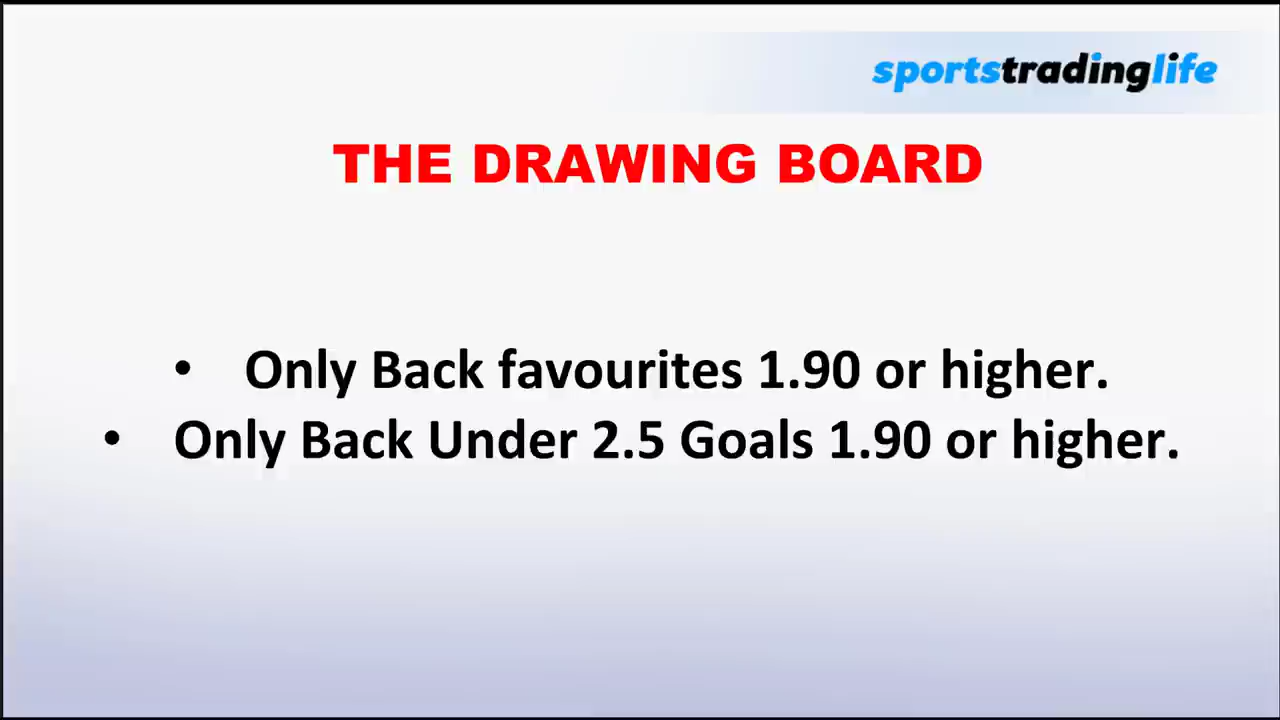 sportstradinglife
THE DRAWING BOARD
• Only Back favourites 1.90 or higher.
• Only Back Under 2.5 Goals 1.90 or higher.